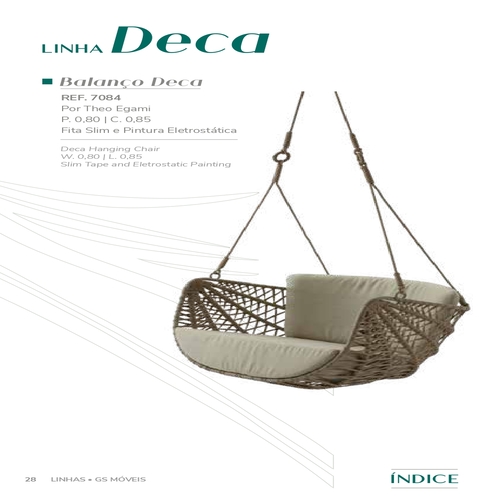 LINHA Deca
Balanço Deca
REF. 7084
Por Theo Egami
P. 0,80 | C. 0,85
Fita Slim e Pintura Eletrostática
Deca Hanging Chair
W. 0,80 | L. 0,85
Slim Tape and Eletrostatic Painting
28 LINHAS • GS MÓVEIS
ÍNDICE